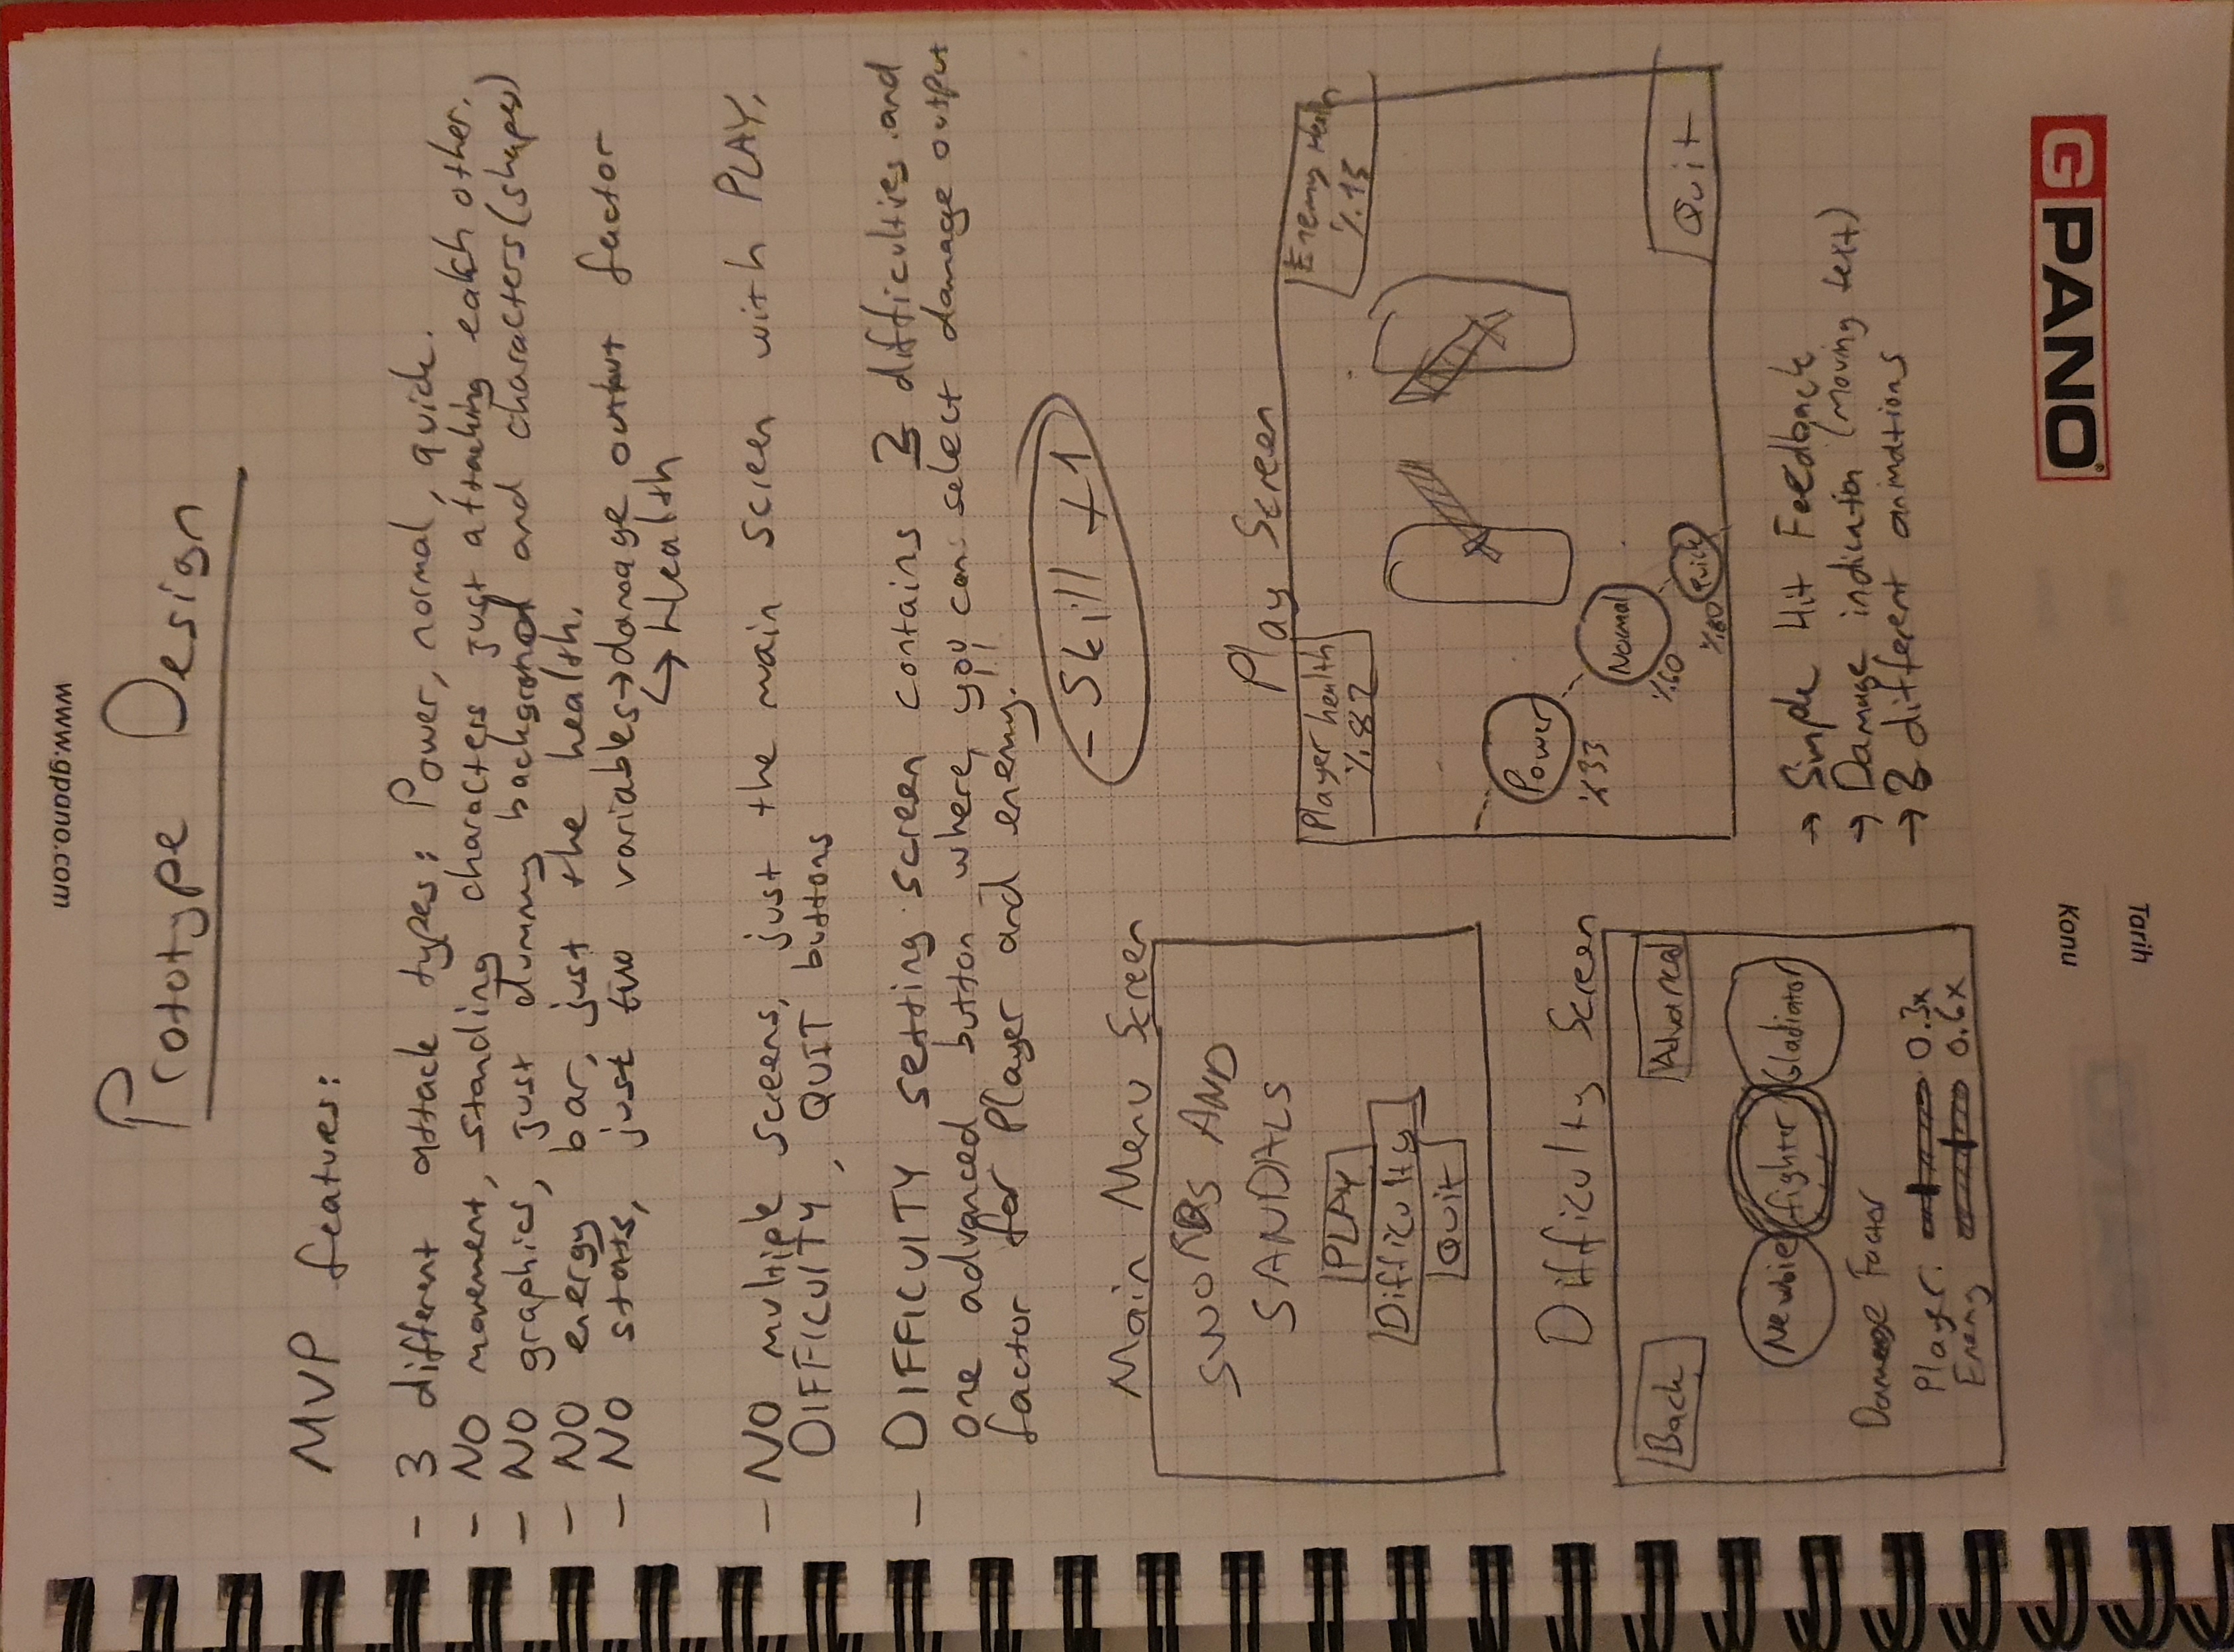 www.gpano.com
Prototype Design
MVP features:
- 3 different attack types: Power, normal, quick.
- NO movement, standing characters just attacking each other.
- NO graphics, just dummy background and characters (shapes)
- NO energy bar, just the health.
- NO stats, just two variables → damage output factor
↳ Health
- NO multiple screens, just the main screen with PLAY,
DIFFICULTY, QUIT buttons
- DIFFICULTY setting screen contains 3 difficulties and
one advanced button where you can select damage output
factor for Player and enemy.
- Skill +1
Main Menu Screen
SWORDS AND
SANDALS
PLAY
Difficulty
Quit
Play Screen
Player health
%82
Enemy Health
%15
Power
%33
Normal
%60
Quick
%80
Quit
Difficulty Screen
Back
Advanced
Newbie
fighter
Gladiator
Damage Factor
Player 0.3x
Enemy 0.6x
→ Simple Hit Feedback
→ Damage indicator (moving text)
→ 3 different animations
Konu
Tarih
G PANO